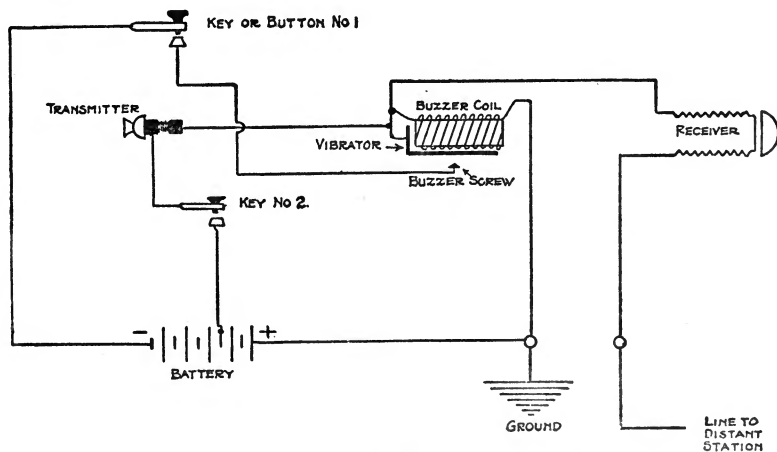 KEY OR BUTTON NO 1
TRANSMITTER
BUZZER COIL
RECEIVER
VIBRATOR
BUZZER SCREW
KEY NO 2.
- +
BATTERY
GROUND
LINE TO
DISTANT
STATION